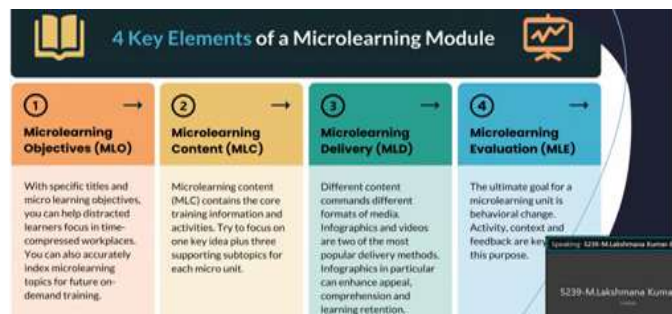 4 Key Elements of a Microlearning Module
1
Microlearning
Objectives (MLO)
With specific titles and
micro learning objectives,
you can help distracted
learners focus in time-
compressed workplaces.
You can also accurately
index microlearning
topics for future on-
demand training.
2
Microlearning
Content (MLC)
Microlearning content
(MLC) contains the core
training information and
activities. Try to focus on
one key idea plus three
supporting subtopics for
each micro unit.
3
Microlearning
Delivery (MLD)
Different content
commands different
formats of media.
Infographics and videos
are two of the most
popular delivery methods.
Infographics in particular
can enhance appeal,
comprehension and
learning retention.
4
Microlearning
Evaluation (MLE)
The ultimate goal for a
microlearning unit is
behavioral change.
Activity, context and
feedback are key
this purpose.
Speaking: S239-M.Lakshmana Kumar
S239-M.Lakshmana Kuma